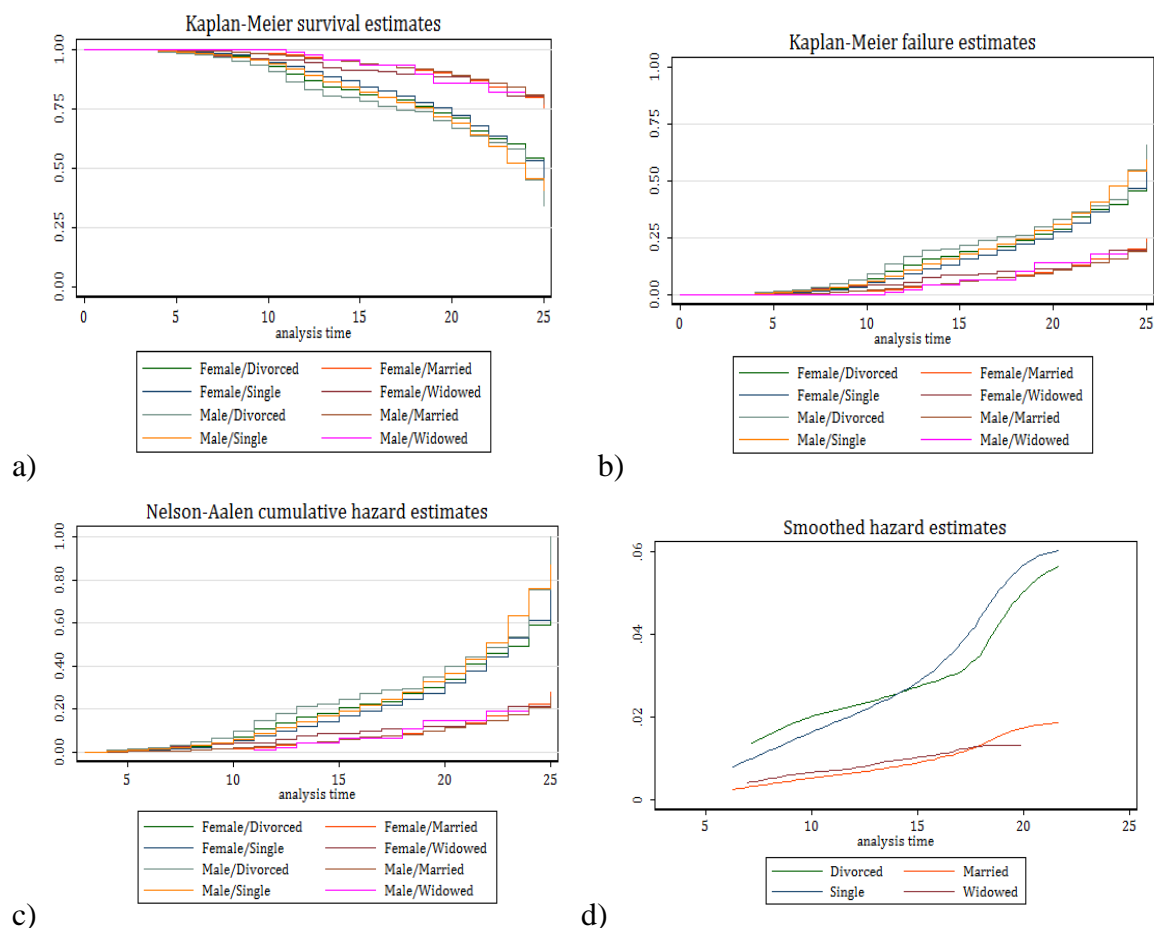 Kaplan-Meier survival estimates
1.00
0.75
0.50
0.25
0.00
0 5 10 15 20 25
analysis time
Female/Divorced Female/Married
Female/Single Female/Widowed
Male/Divorced Male/Married
Male/Single Male/Widowed
a)
Kaplan-Meier failure estimates
1.00
0.75
0.50
0.25
0.00
0 5 10 15 20 25
analysis time
Female/Divorced Female/Married
Female/Single Female/Widowed
Male/Divorced Male/Married
Male/Single Male/Widowed
b)
Nelson-Aalen cumulative hazard estimates
1.00
0.80
0.60
0.40
0.20
0.00
5 10 15 20 25
analysis time
Female/Divorced Female/Married
Female/Single Female/Widowed
Male/Divorced Male/Married
Male/Single Male/Widowed
c)
Smoothed hazard estimates
.06
.04
.02
0
5 10 15 20 25
analysis time
Divorced Married
Single Widowed
d)